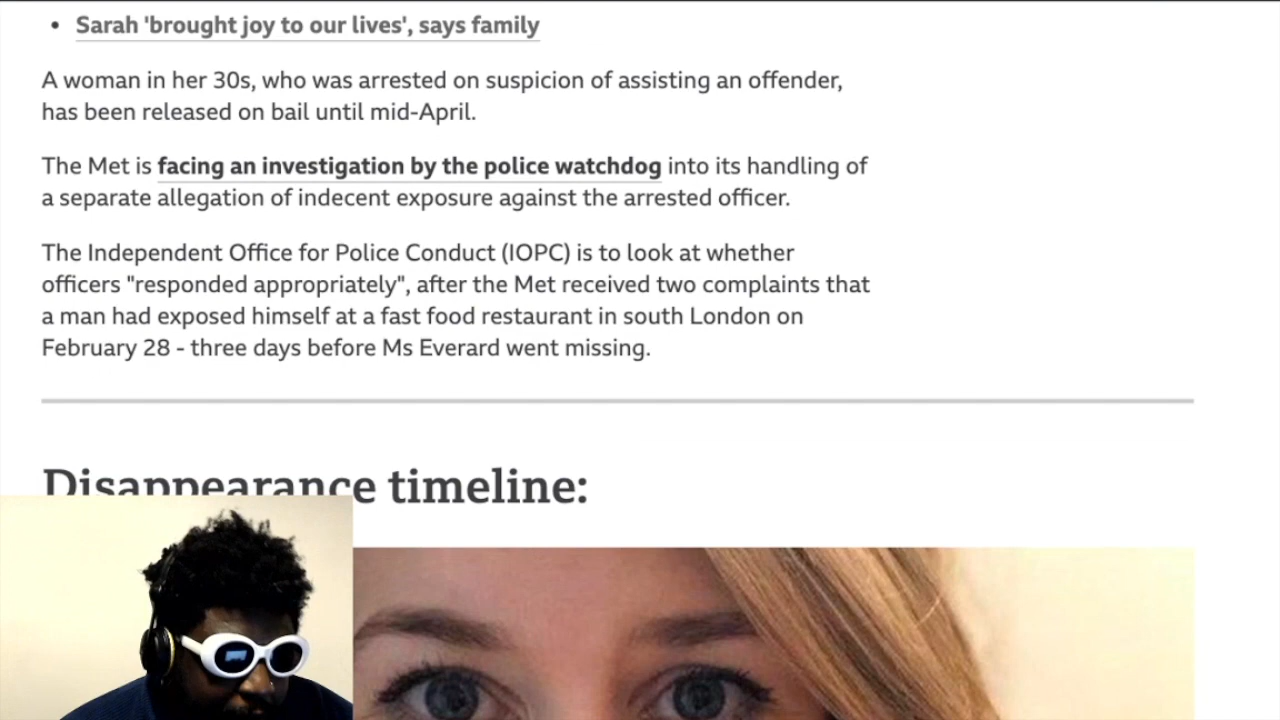 • Sarah 'brought joy to our lives', says family
A woman in her 30s, who was arrested on suspicion of assisting an offender,
has been released on bail until mid-April.
The Met is facing an investigation by the police watchdog into its handling of
a separate allegation of indecent exposure against the arrested officer.
The Independent Office for Police Conduct (IOPC) is to look at whether
officers "responded appropriately", after the Met received two complaints that
a man had exposed himself at a fast food restaurant in south London on
February 28 - three days before Ms Everard went missing.
Disappearance timeline: